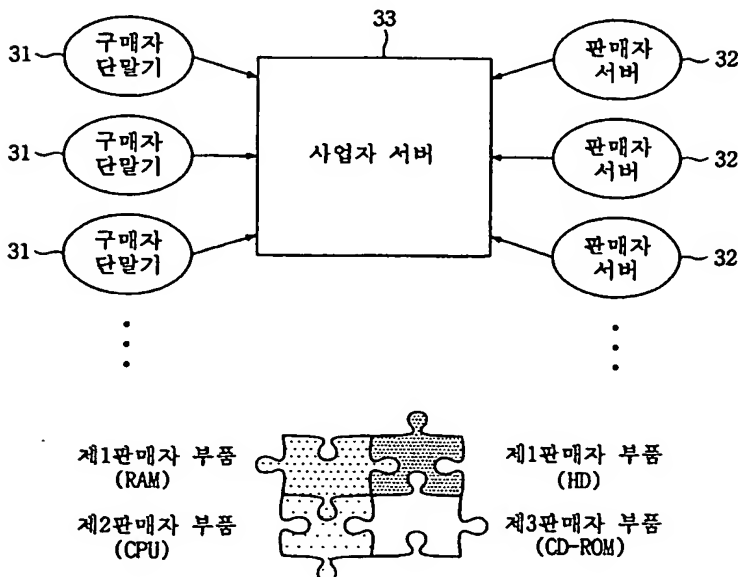 33
31 구매자 단말기
판매자 서버 32
31 구매자 단말기
사업자 서버
판매자 서버 32
31 구매자 단말기
판매자 서버 32
제1판매자 부품
(RAM)
제1판매자 부품
(HD)
제2판매자 부품
(CPU)
제3판매자 부품
(CD-ROM)